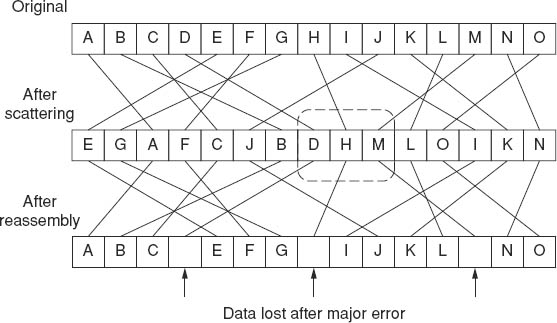 Original
A B C D E F G H I J K L M N O
After
scattering
E G A F C J B D H M L O I K N
After
reassembly
A B C E F G I J K L N O
Data lost after major error